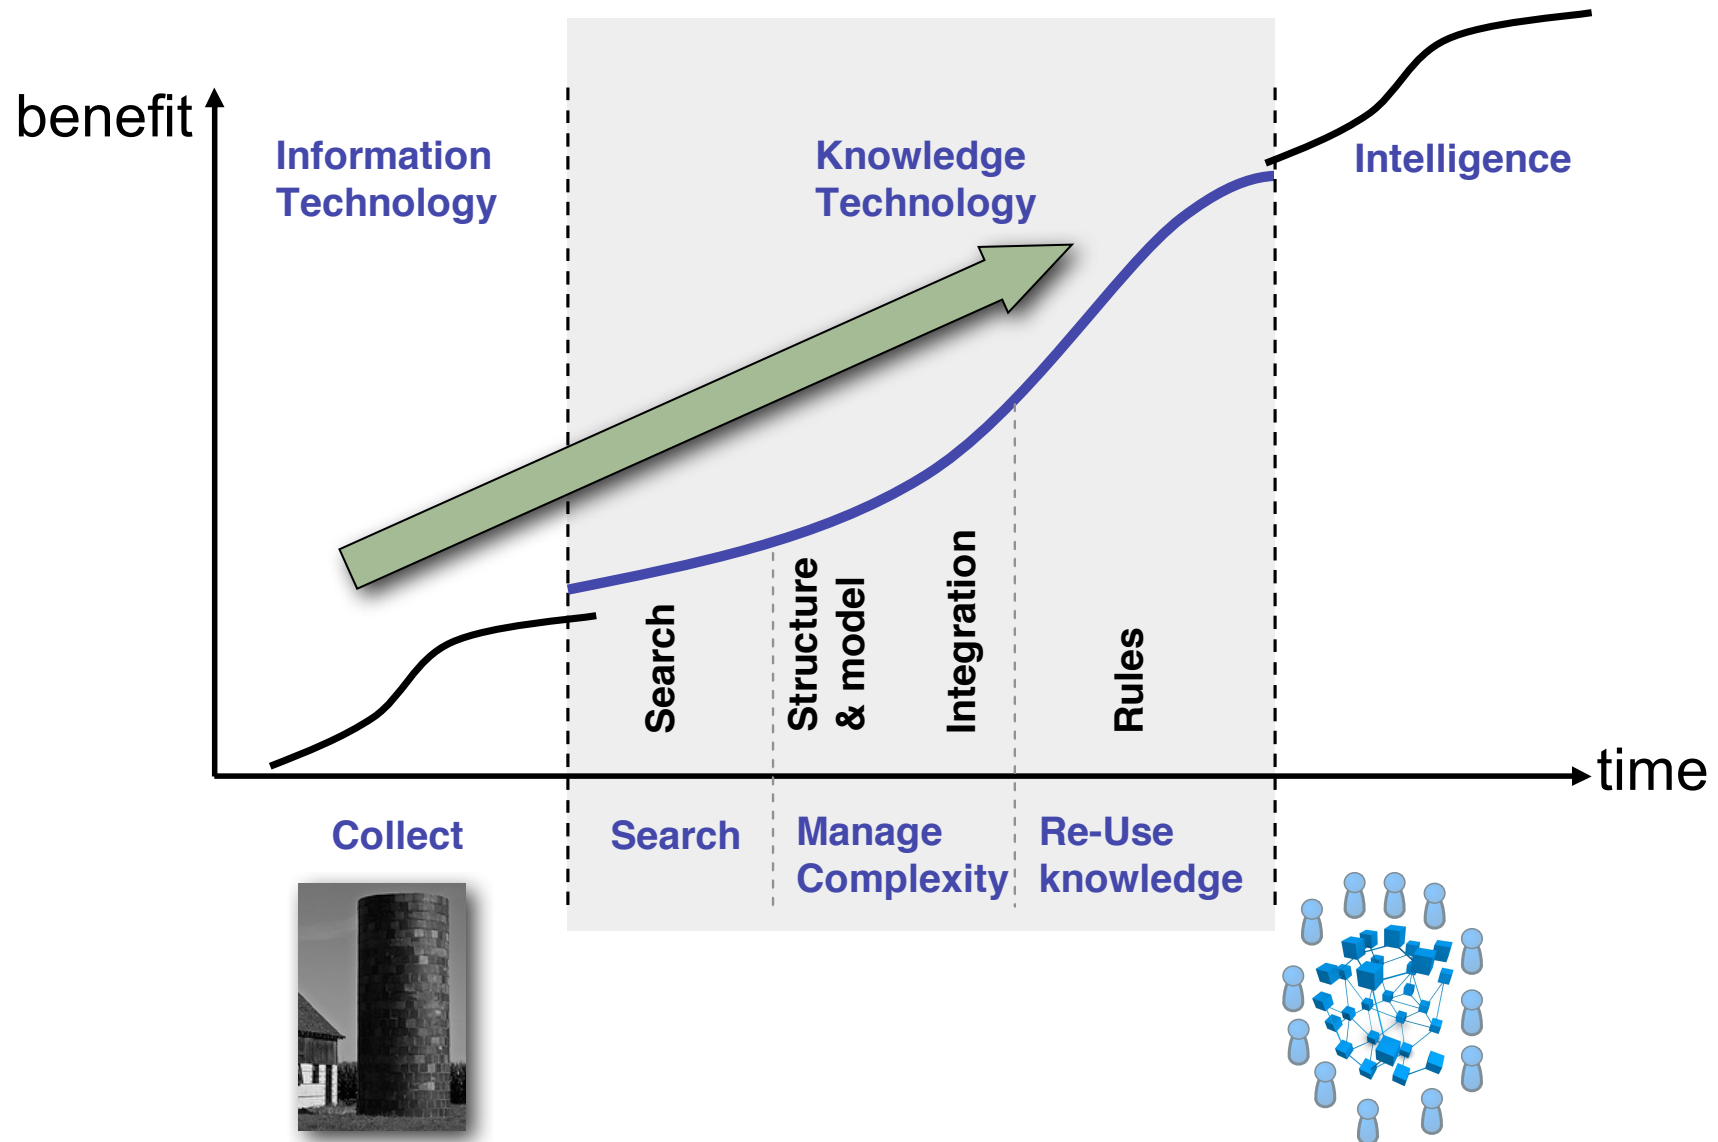 benefit
Information
Technology
Knowledge
Technology
Intelligence
Search
Structure
& model
Integration
Rules
time
Collect
Search
Manage
Complexity
Re-Use
knowledge